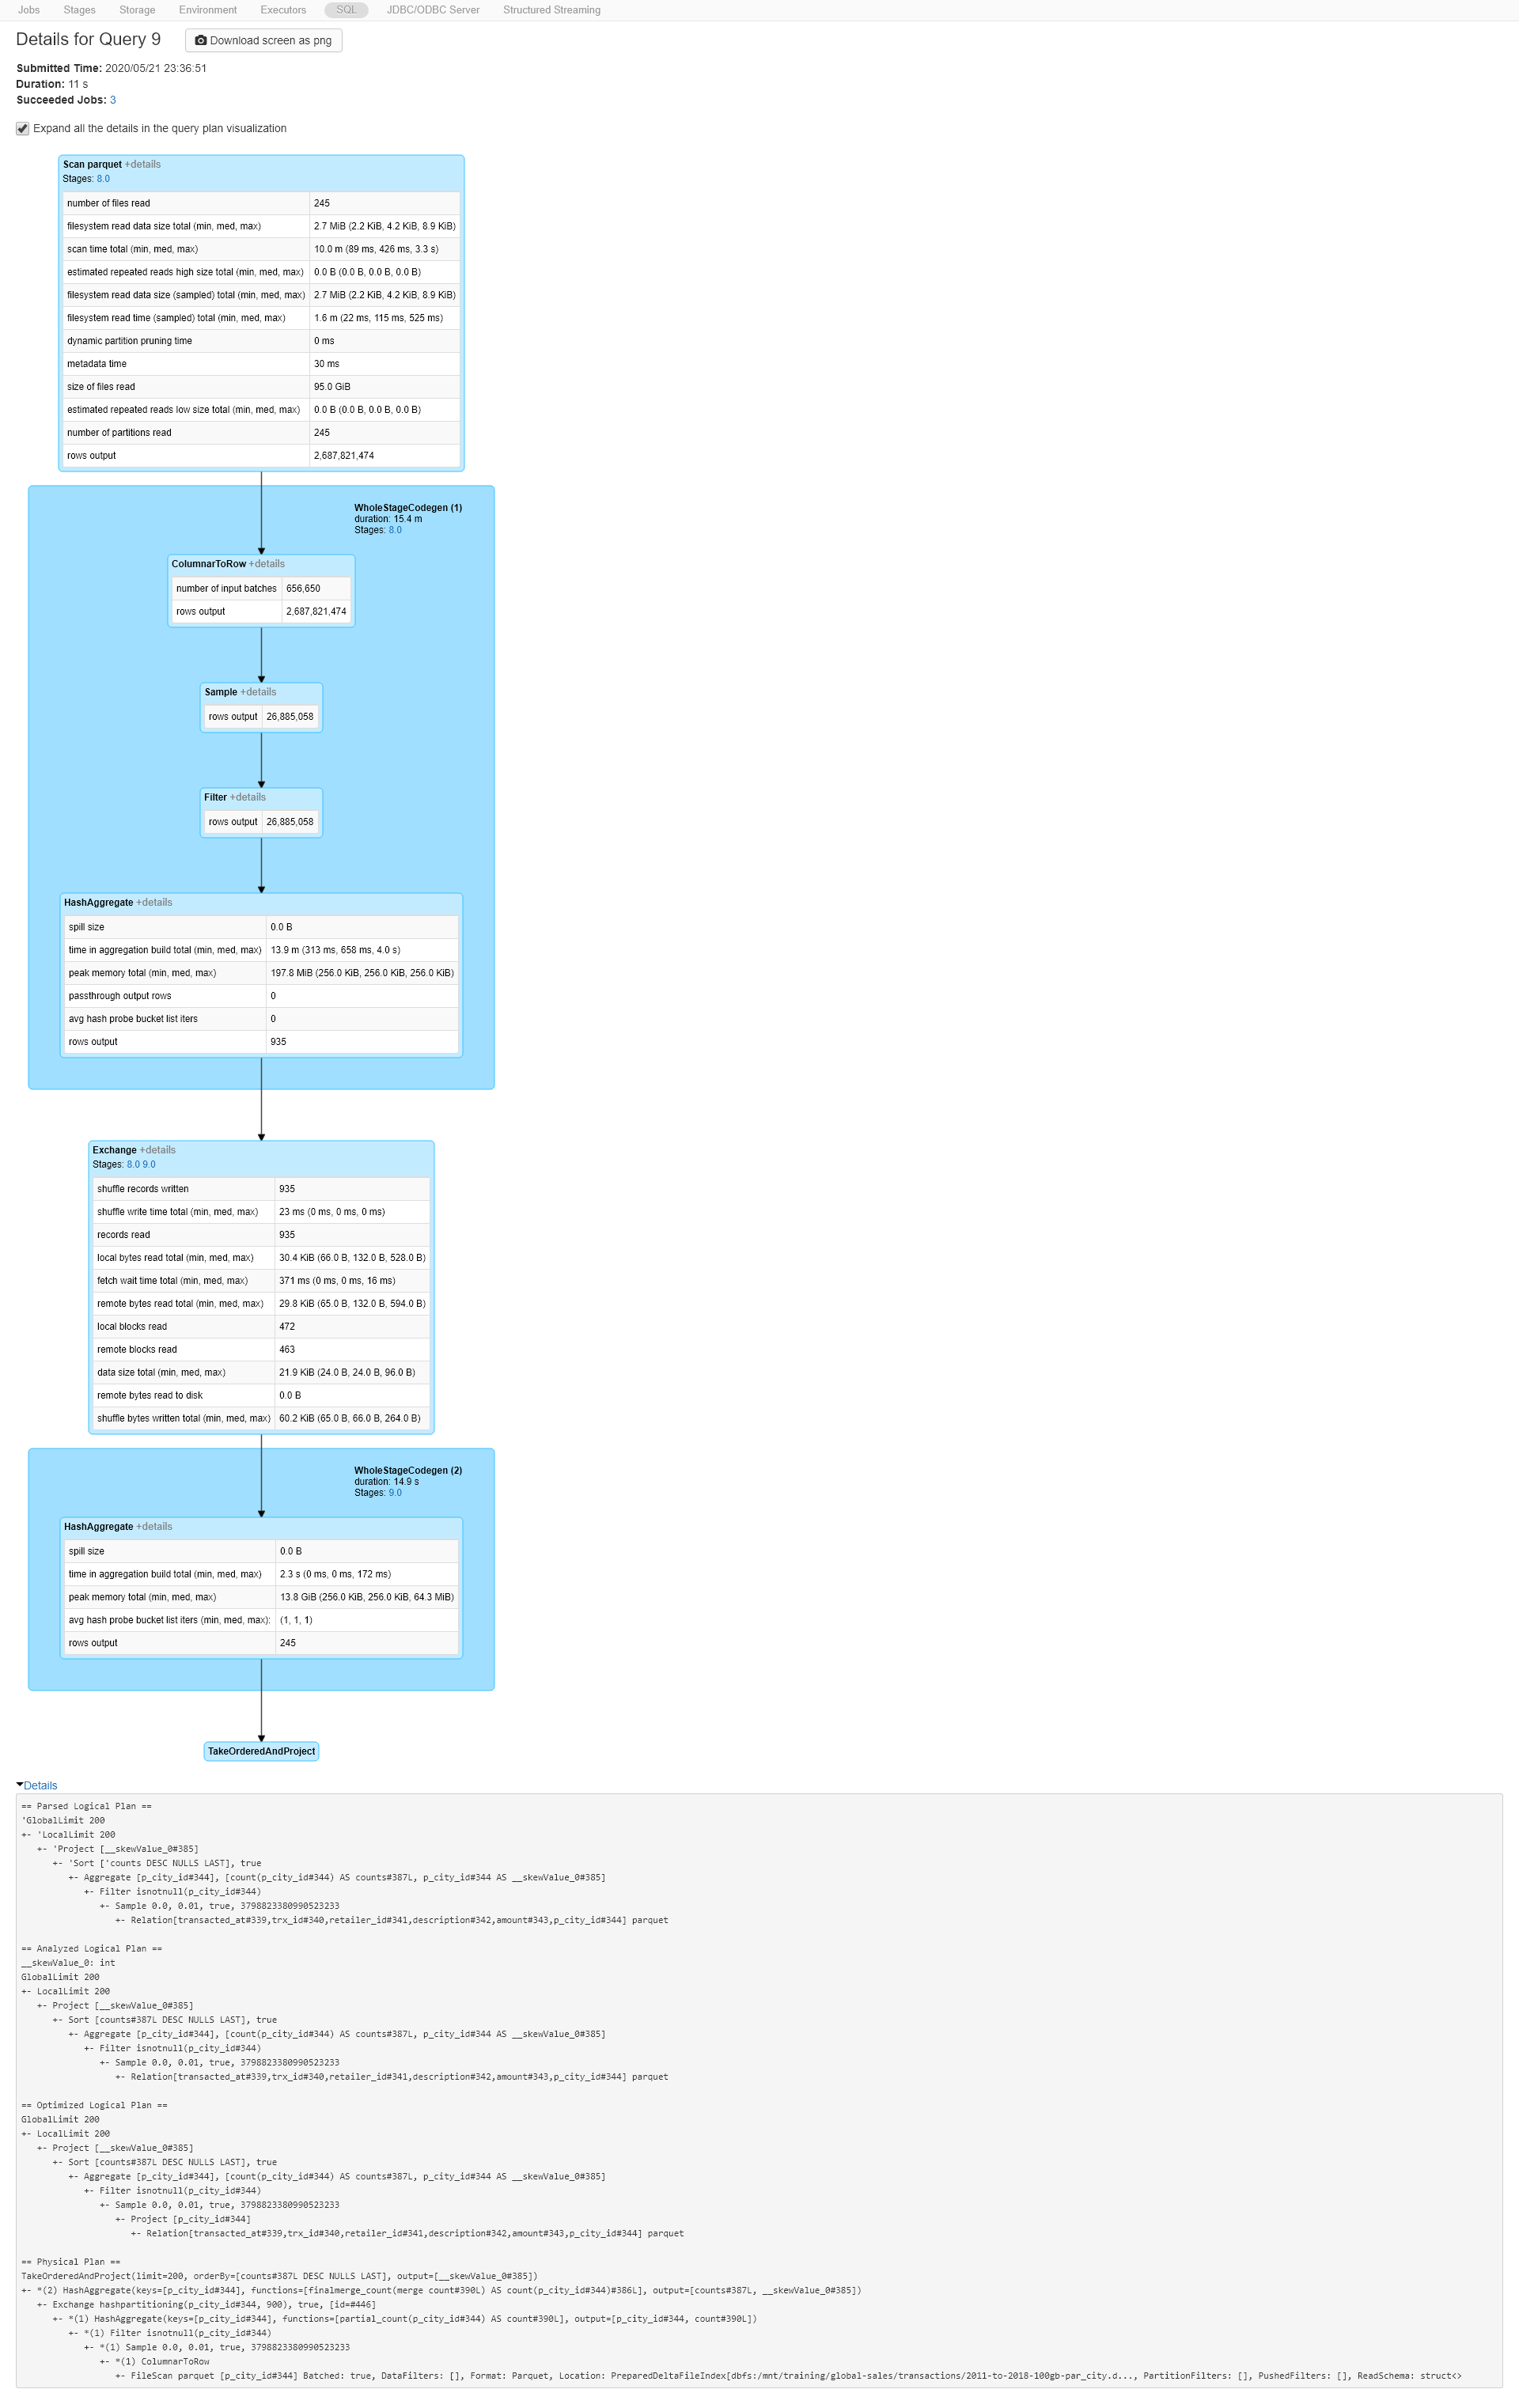 Jobs Stages Storage Environment Executors SQL JDBC/ODBC Server Structured Streaming
Details for Query 9 Download screen as png
Submitted Time: 2020/05/21 23:36:51
Duration: 11 s
Succeeded Jobs: 3
Expand all the details in the query plan visualization
Scan parquet +details
Stages: 8.0
number of files read 245
filesystem read data size total (min, med, max) 2.7 MiB (2.2 KiB, 4.2 KiB, 8.9 KiB)
scan time total (min, med, max) 10.0 m (89 ms, 426 ms, 3.3 s)
estimated repeated reads high size total (min, med, max) 0.0 B (0.0 B, 0.0 B, 0.0 B)
filesystem read data size (sampled) total (min, med, max) 2.7 MiB (2.2 KiB, 4.2 KiB, 8.9 KiB)
filesystem read time (sampled) total (min, med, max) 1.6 m (22 ms, 115 ms, 525 ms)
dynamic partition pruning time 0 ms
metadata time 30 ms
size of files read 95.0 GiB
estimated repeated reads low size total (min, med, max) 0.0 B (0.0 B, 0.0 B, 0.0 B)
number of partitions read 245
rows output 2,687,821,474
WholeStageCodegen (1)
duration: 15.4 m
Stages: 8.0
ColumnarToRow +details
number of input batches 656,650
rows output 2,687,821,474
Sample +details
rows output 26,885,058
Filter +details
rows output 26,885,058
HashAggregate +details
spill size 0.0 B
time in aggregation build total (min, med, max) 13.9 m (313 ms, 658 ms, 4.0 s)
peak memory total (min, med, max) 197.8 MiB (256.0 KiB, 256.0 KiB, 256.0 KiB)
passthrough output rows 0
avg hash probe bucket list iters 0
rows output 935
Exchange +details
Stages: 8.0 9.0
shuffle records written 935
shuffle write time total (min, med, max) 23 ms (0 ms, 0 ms, 0 ms)
records read 935
local bytes read total (min, med, max) 30.4 KiB (66.0 B, 132.0 B, 528.0 B)
fetch wait time total (min, med, max) 371 ms (0 ms, 0 ms, 16 ms)
remote bytes read total (min, med, max) 29.8 KiB (65.0 B, 132.0 B, 594.0 B)
local blocks read 472
remote blocks read 463
data size total (min, med, max) 21.9 KiB (24.0 B, 24.0 B, 96.0 B)
remote bytes read to disk 0.0 B
shuffle bytes written total (min, med, max) 60.2 KiB (65.0 B, 66.0 B, 264.0 B)
WholeStageCodegen (2)
duration: 14.9 s
Stages: 9.0
HashAggregate +details
spill size 0.0 B
time in aggregation build total (min, med, max) 2.3 s (0 ms, 0 ms, 172 ms)
peak memory total (min, med, max) 13.8 GiB (256.0 KiB, 256.0 KiB, 64.3 MiB)
avg hash probe bucket list iters (min, med, max): (1, 1, 1)
rows output 245
TakeOrderedAndProject
Details
== Parsed Logical Plan ==
'GlobalLimit 200
+- 'LocalLimit 200
+- 'Project [__skewValue_0#385]
+- 'Sort ['counts DESC NULLS LAST], true
+- Aggregate [p_city_id#344], [count(p_city_id#344) AS counts#387L, p_city_id#344 AS __skewValue_0#385]
+- Filter isnotnull(p_city_id#344)
+- Sample 0.0, 0.01, true, 3798823380990523233
+- Relation[transacted_at#339,trx_id#340,retailer_id#341,description#342,amount#343,p_city_id#344] parquet
== Analyzed Logical Plan ==
__skewValue_0: int
GlobalLimit 200
+- LocalLimit 200
+- Project [__skewValue_0#385]
+- Sort [counts#387L DESC NULLS LAST], true
+- Aggregate [p_city_id#344], [count(p_city_id#344) AS counts#387L, p_city_id#344 AS __skewValue_0#385]
+- Filter isnotnull(p_city_id#344)
+- Sample 0.0, 0.01, true, 3798823380990523233
+- Relation[transacted_at#339,trx_id#340,retailer_id#341,description#342,amount#343,p_city_id#344] parquet
== Optimized Logical Plan ==
GlobalLimit 200
+- LocalLimit 200
+- Project [__skewValue_0#385]
+- Sort [counts#387L DESC NULLS LAST], true
+- Aggregate [p_city_id#344], [count(p_city_id#344) AS counts#387L, p_city_id#344 AS __skewValue_0#385]
+- Filter isnotnull(p_city_id#344)
+- Sample 0.0, 0.01, true, 3798823380990523233
+- Project [p_city_id#344]
+- Relation[transacted_at#339,trx_id#340,retailer_id#341,description#342,amount#343,p_city_id#344] parquet
== Physical Plan ==
TakeOrderedAndProject(limit=200, orderBy=[counts#387L DESC NULLS LAST], output=[__skewValue_0#385])
+- *(2) HashAggregate(keys=[p_city_id#344], functions=[finalmerge_count(merge count#390L) AS count(p_city_id#344)#386L], output=[counts#387L, __skewValue_0#385])
+- Exchange hashpartitioning(p_city_id#344, 900), true, [id=#446]
+- *(1) HashAggregate(keys=[p_city_id#344], functions=[partial_count(p_city_id#344) AS count#390L], output=[p_city_id#344, count#390L])
+- *(1) Filter isnotnull(p_city_id#344)
+- *(1) Sample 0.0, 0.01, true, 3798823380990523233
+- *(1) ColumnarToRow
+- FileScan parquet [p_city_id#344] Batched: true, DataFilters: [], Format: Parquet, Location: PreparedDeltaFileIndex[dbfs:/mnt/training/global-sales/transactions/2011-to-2018-100gb-par_city.d..., PartitionFilters: [], PushedFilters: [], ReadSchema: struct<>